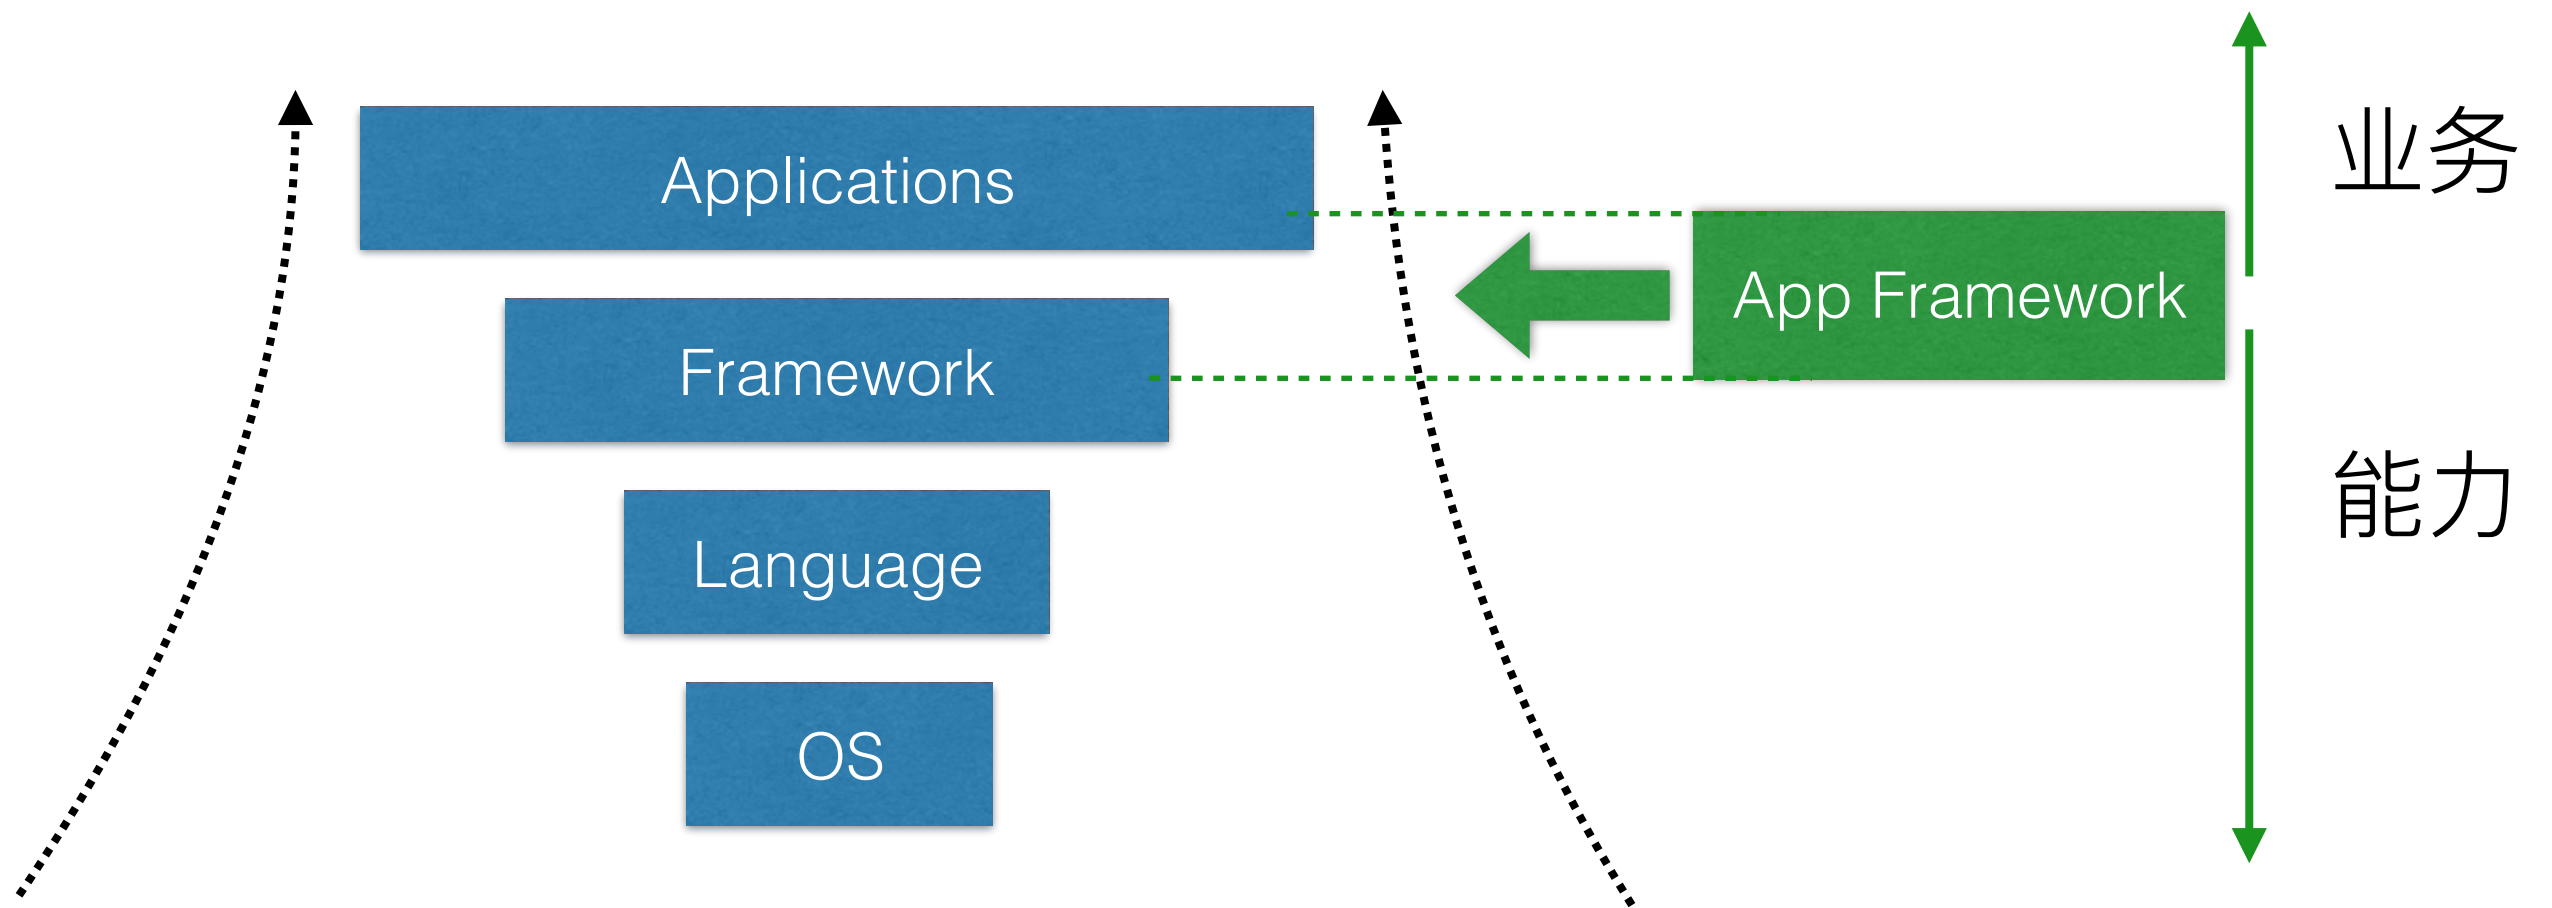 Applications
业务
App Framework
Framework
能力
Language
OS